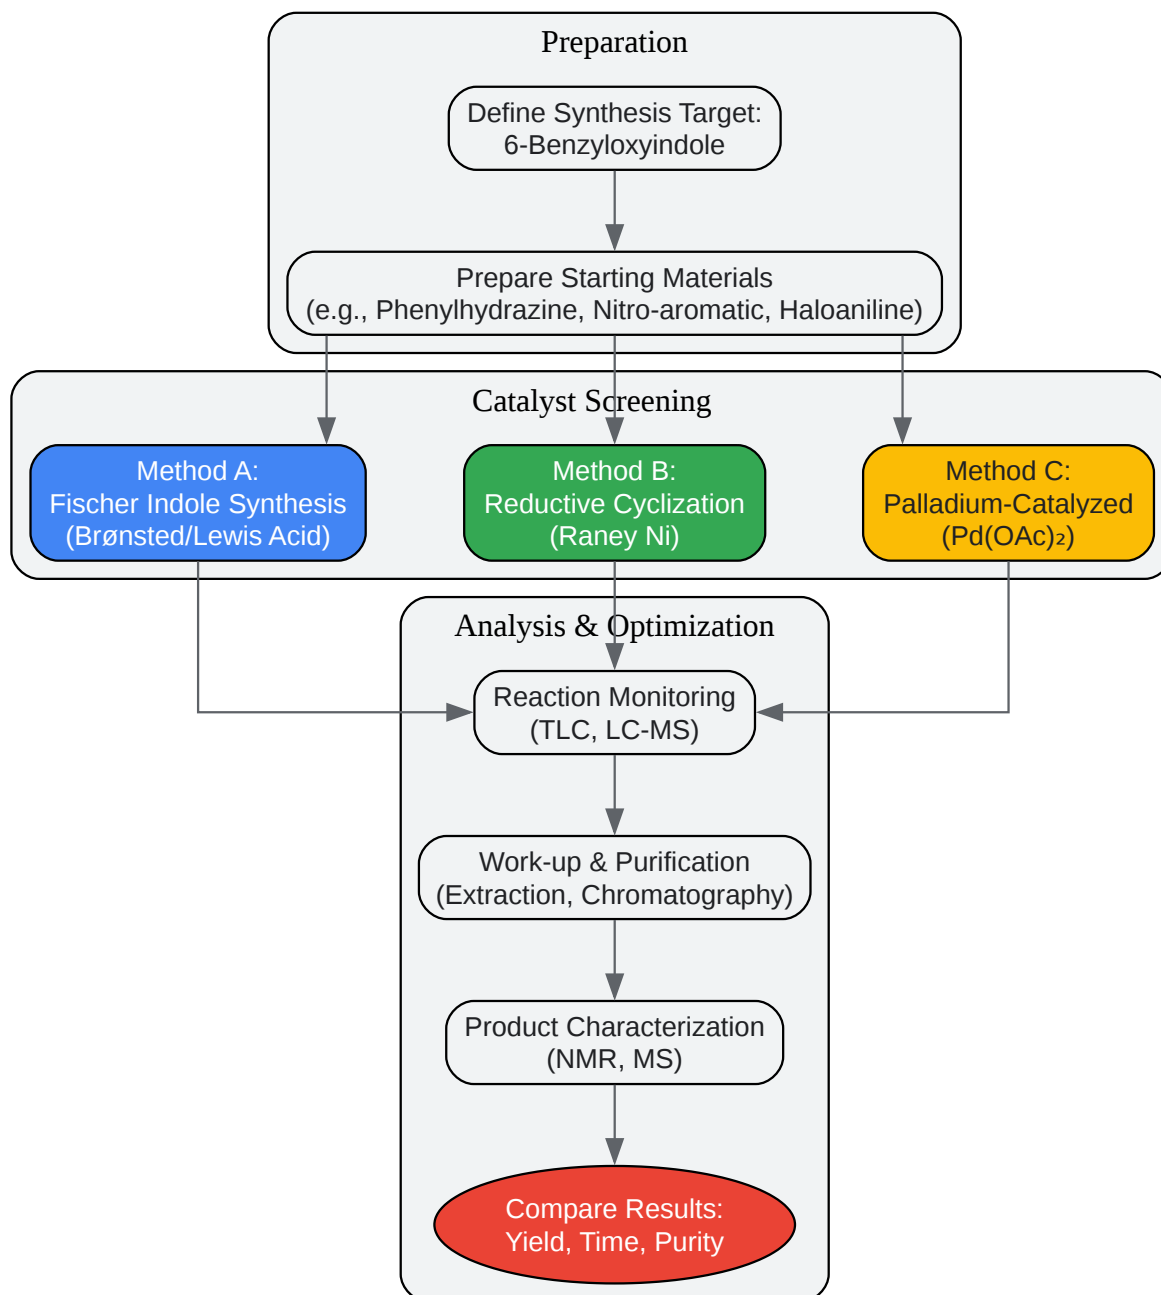 Preparation
Define Synthesis Target:
6-Benzyloxyindole
Prepare Starting Materials
(e.g., Phenylhydrazine, Nitro-aromatic, Haloaniline)
Catalyst Screening
Method A:
Fischer Indole Synthesis
(Brønsted/Lewis Acid)
Method B:
Reductive Cyclization
(Raney Ni)
Method C:
Palladium-Catalyzed
(Pd(OAc)₂)
Analysis & Optimization
Reaction Monitoring
(TLC, LC-MS)
Work-up & Purification
(Extraction, Chromatography)
Product Characterization
(NMR, MS)
Compare Results:
Yield, Time, Purity